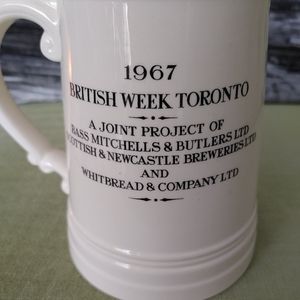 1967
BRITISH WEEK TORONTO
A JOINT PROJECT OF
BASS MITCHELLS & BUTLERS LTD
SCOTTISH & NEWCASTLE BREWERIES LTD
AND
WHITBREAD & COMPANY LTD